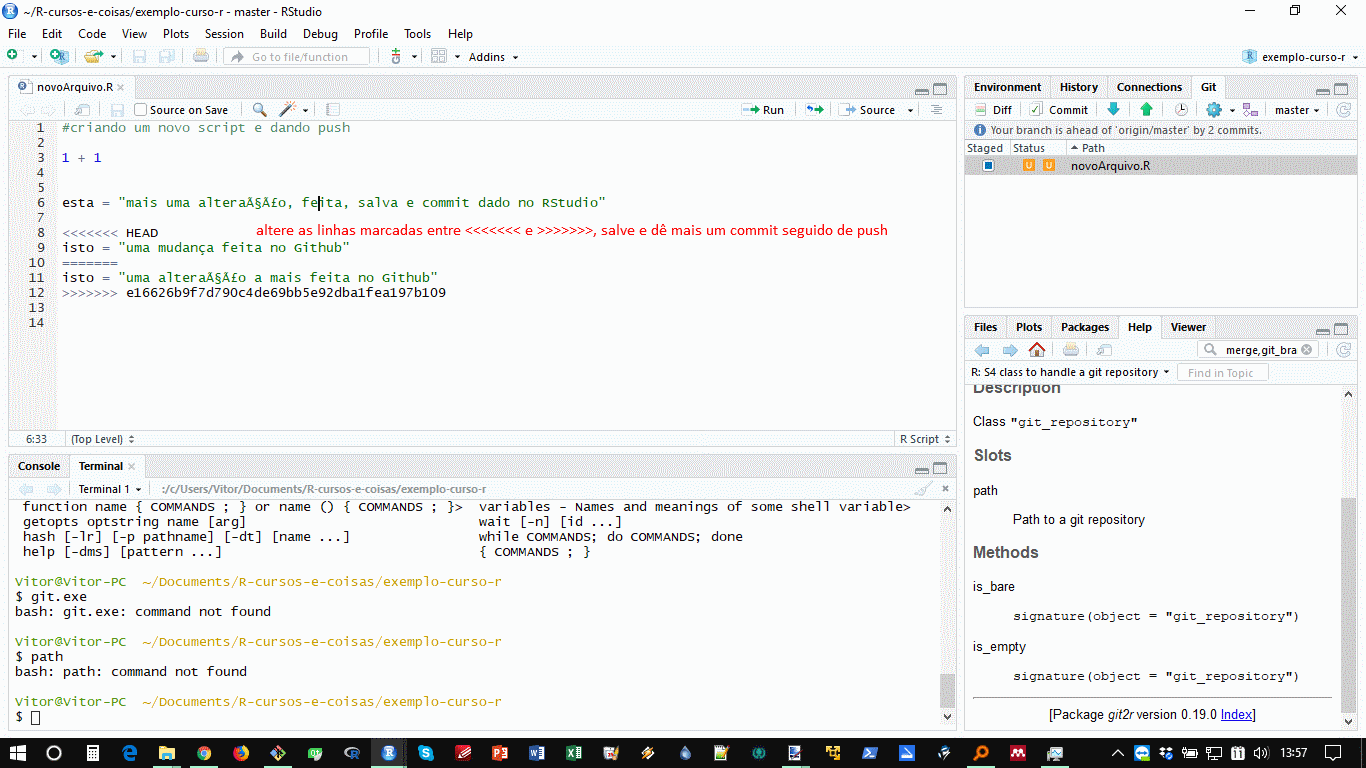 ~/R-cursos-e-coisas/exemplo-curso-r - master - RStudio
File Edit Code View Plots Session Build Debug Profile Tools Help
Go to file/function Addins exemplo-curso-r
novoArquivo.R
Source on Save Run Source
1 #criando um novo script e dando push
2
3 1 + 1
4
5
6 esta = "mais uma alteraÃ§Ã£o, feita, salva e commit dado no RStudio"
7
altere as linhas marcadas entre <<<<<<< e >>>>>>>, salve e dê mais um commit seguido de push
8 <<<<<<< HEAD
9 isto = "uma mudança feita no Github"
10 =======
11 isto = "uma alteraÃ§Ã£o a mais feita no Github"
12 >>>>>>> e16626b9f7d790c4de69bb5e92dba1fea197b109
13
14
6:33 (Top Level) R Script
Console Terminal
Terminal 1 :/c/Users/Vitor/Documents/R-cursos-e-coisas/exemplo-curso-r
function name { COMMANDS ; } or name () { COMMANDS ; }> variables - Names and meanings of some shell variable>
getopts optstring name [arg] wait [-n] [id ...]
hash [-lr] [-p pathname] [-dt] [name ...] while COMMANDS; do COMMANDS; done
help [-dms] [pattern ...] { COMMANDS ; }
Vitor@Vitor-PC ~/Documents/R-cursos-e-coisas/exemplo-curso-r
$ git.exe
bash: git.exe: command not found
Vitor@Vitor-PC ~/Documents/R-cursos-e-coisas/exemplo-curso-r
$ path
bash: path: command not found
Vitor@Vitor-PC ~/Documents/R-cursos-e-coisas/exemplo-curso-r
$
Environment History Connections Git
Diff Commit master
Your branch is ahead of 'origin/master' by 2 commits.
Staged Status Path
U U novoArquivo.R
Files Plots Packages Help Viewer
merge,git_bra
R: S4 class to handle a git repository Find in Topic
Description
Class "git_repository"
Slots
path
Path to a git repository
Methods
is_bare
signature(object = "git_repository")
is_empty
signature(object = "git_repository")
[Package git2r version 0.19.0 Index]
13:57